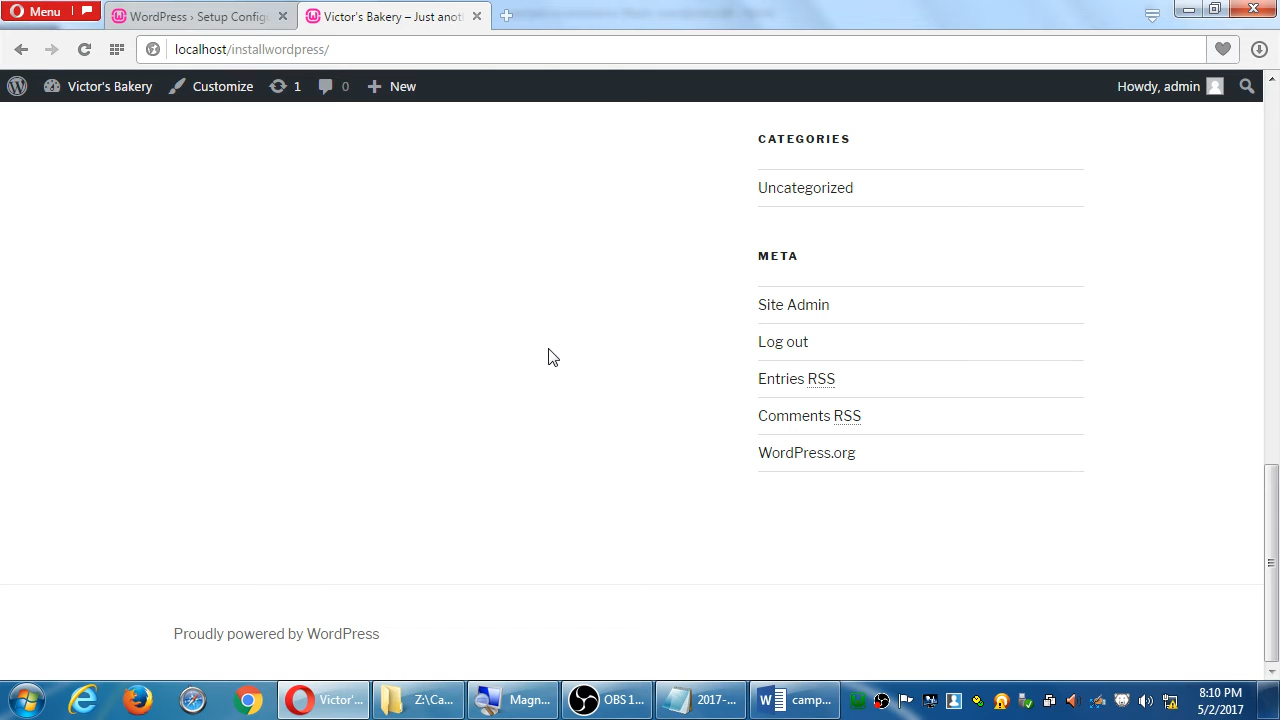 Menu
WordPress › Setup Configu
Victor's Bakery – Just anot
localhost/installwordpress/
Victor's Bakery
Customize
1
0
New
Howdy, admin
CATEGORIES
Uncategorized
META
Site Admin
Log out
Entries RSS
Comments RSS
WordPress.org
Proudly powered by WordPress
Victor'...
Z:\Ca...
Magn...
OBS 1...
2017-...
camp...
8:10 PM
5/2/2017